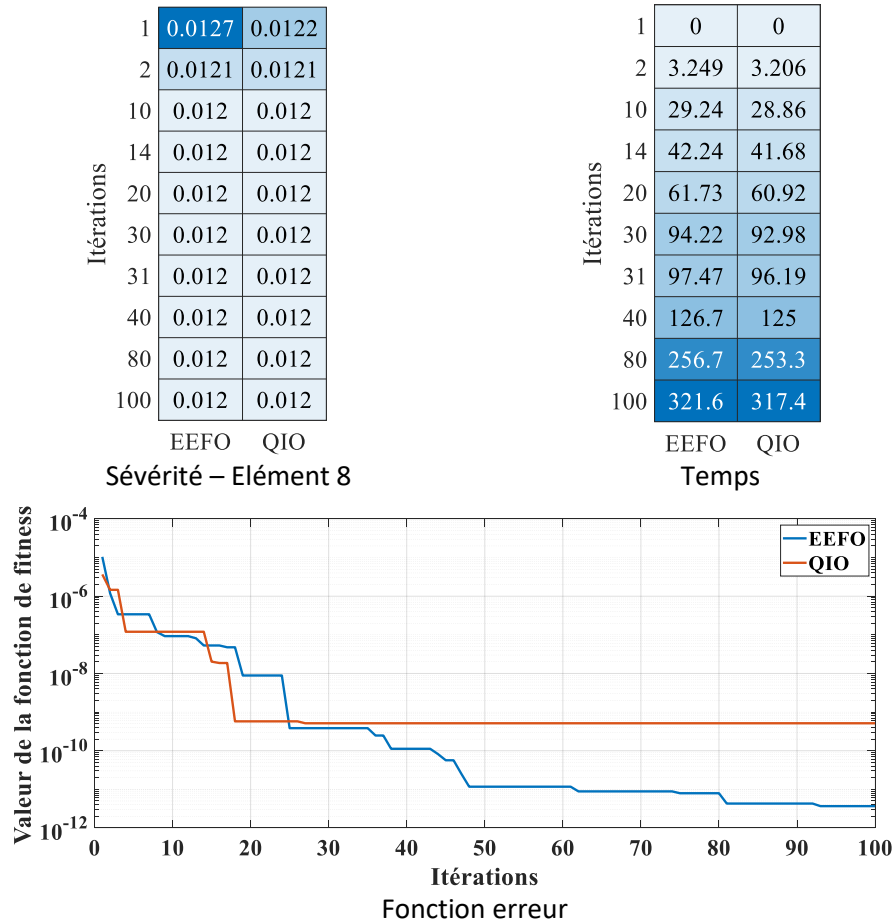 Itérations
1 0.0127 0.0122
2 0.0121 0.0121
10 0.012 0.012
14 0.012 0.012
20 0.012 0.012
30 0.012 0.012
31 0.012 0.012
40 0.012 0.012
80 0.012 0.012
100 0.012 0.012
EEFO QIO
Sévérité – Elément 8
Itérations
1 0 0
2 3.249 3.206
10 29.24 28.86
14 42.24 41.68
20 61.73 60.92
30 94.22 92.98
31 97.47 96.19
40 126.7 125
80 256.7 253.3
100 321.6 317.4
EEFO QIO
Temps
Valeur de la fonction de fitness
10⁻⁴
10⁻⁶
10⁻⁸
10⁻¹⁰
10⁻¹²
EEFO
QIO
0 10 20 30 40 50 60 70 80 90 100
Itérations
Fonction erreur